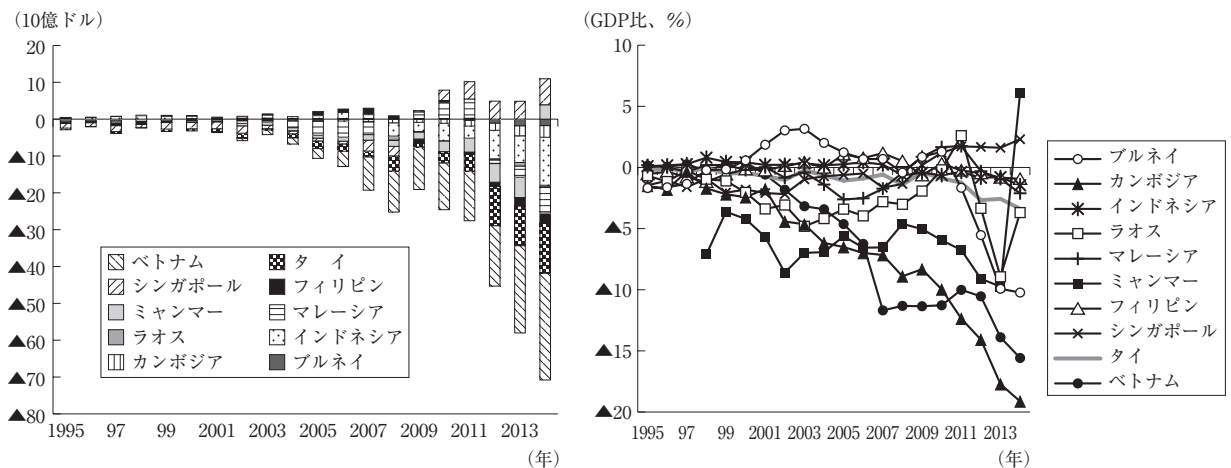 （10億ドル）
20
10
0
▲10
▲20
▲30
▲40
▲50
▲60
▲70
▲80
1995 97 99 2001 2003 2005 2007 2009 2011 2013
（年）
ベトナム タ　イ
シンガポール フィリピン
ミャンマー マレーシア
ラオス インドネシア
カンボジア ブルネイ
（GDP比、％）
10
5
0
▲5
▲10
▲15
▲20
1995 97 99 2001 2003 2005 2007 2009 2011 2013
（年）
ブルネイ
カンボジア
インドネシア
ラオス
マレーシア
ミャンマー
フィリピン
シンガポール
タイ
ベトナム